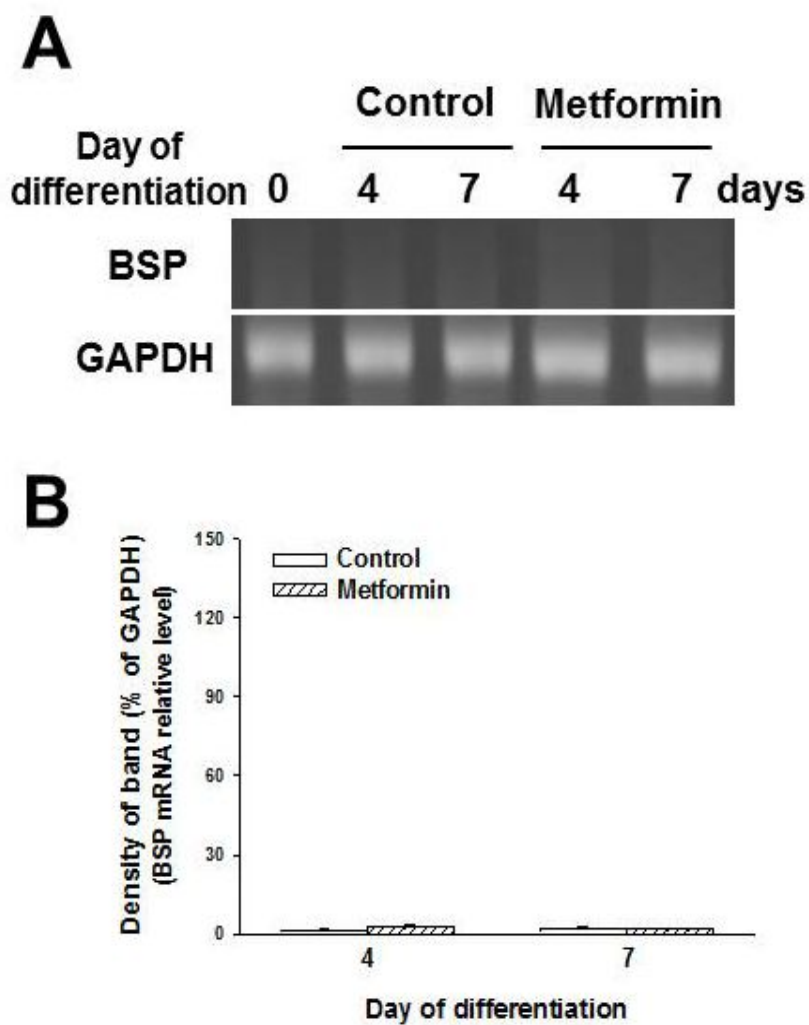 A
Control Metformin
Day of
differentiation 0 4 7 4 7 days
BSP
GAPDH
B
Density of band (% of GAPDH)
(BSP mRNA relative level)
150
120
90
60
30
0
Control
Metformin
4 7
Day of differentiation